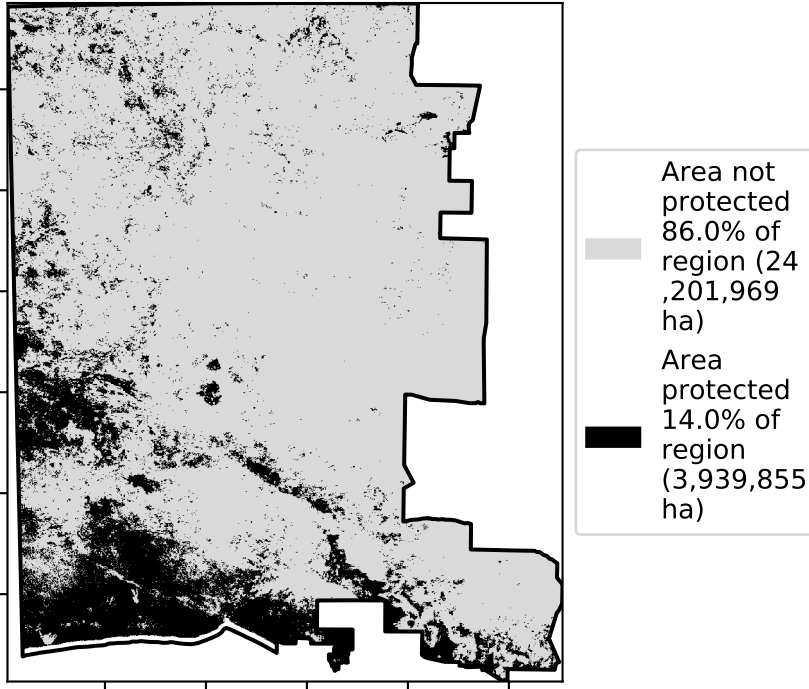 Area not
protected
86.0% of
region (24
,201,969
ha)
Area
protected
14.0% of
region
(3,939,855
ha)